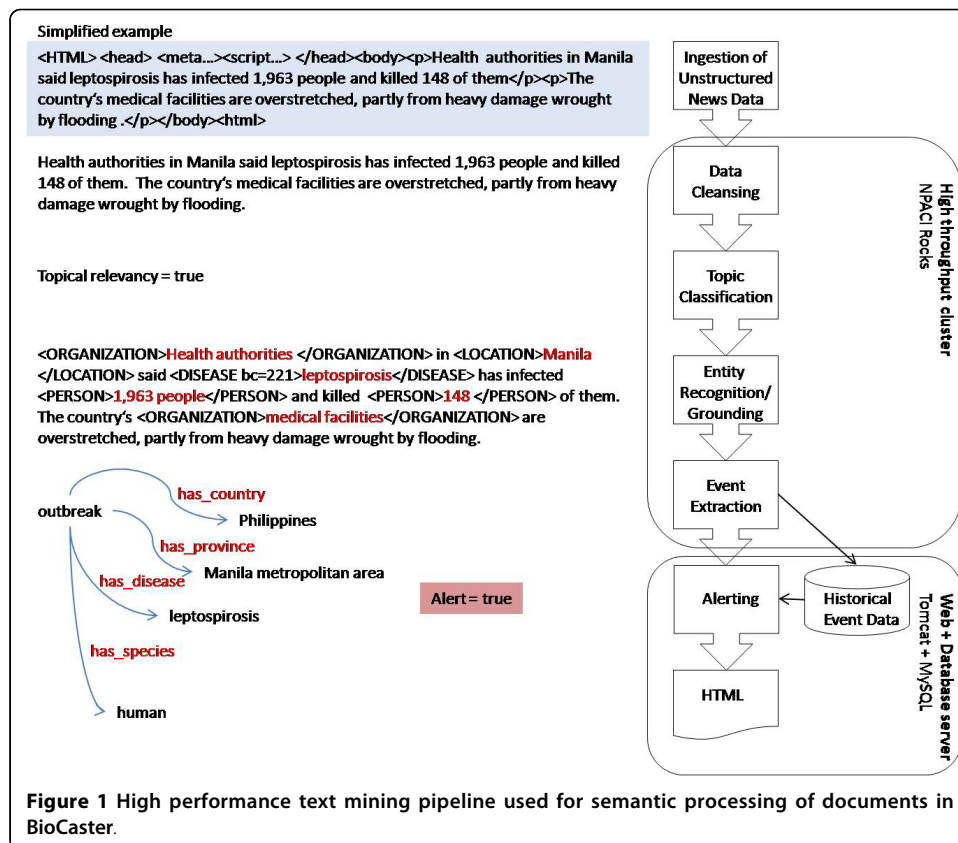 Simplified example
<HTML> <head> <meta...><script...> </head><body><p>Health authorities in Manila
said leptospirosis has infected 1,963 people and killed 148 of them</p><p>The
country's medical facilities are overstretched, partly from heavy damage wrought
by flooding .</p></body><html>
Health authorities in Manila said leptospirosis has infected 1,963 people and killed
148 of them. The country's medical facilities are overstretched, partly from heavy
damage wrought by flooding.
Topical relevancy = true
<ORGANIZATION>Health authorities </ORGANIZATION> in <LOCATION>Manila
</LOCATION> said <DISEASE bc=221>leptospirosis</DISEASE> has infected
<PERSON>1,963 people</PERSON> and killed <PERSON>148 </PERSON> of them.
The country's <ORGANIZATION>medical facilities</ORGANIZATION> are
overstretched, partly from heavy damage wrought by flooding.
outbreak
has_country
Philippines
has_province
Manila metropolitan area
has_disease
leptospirosis
has_species
human
Alert = true
Ingestion of
Unstructured
News Data
Data
Cleansing
Topic
Classification
Entity
Recognition/
Grounding
Event
Extraction
High throughput cluster
NPACI Rocks
Alerting
Historical
Event Data
HTML
Web + Database server
Tomcat + MySQL
Figure 1 High performance text mining pipeline used for semantic processing of documents in
BioCaster.